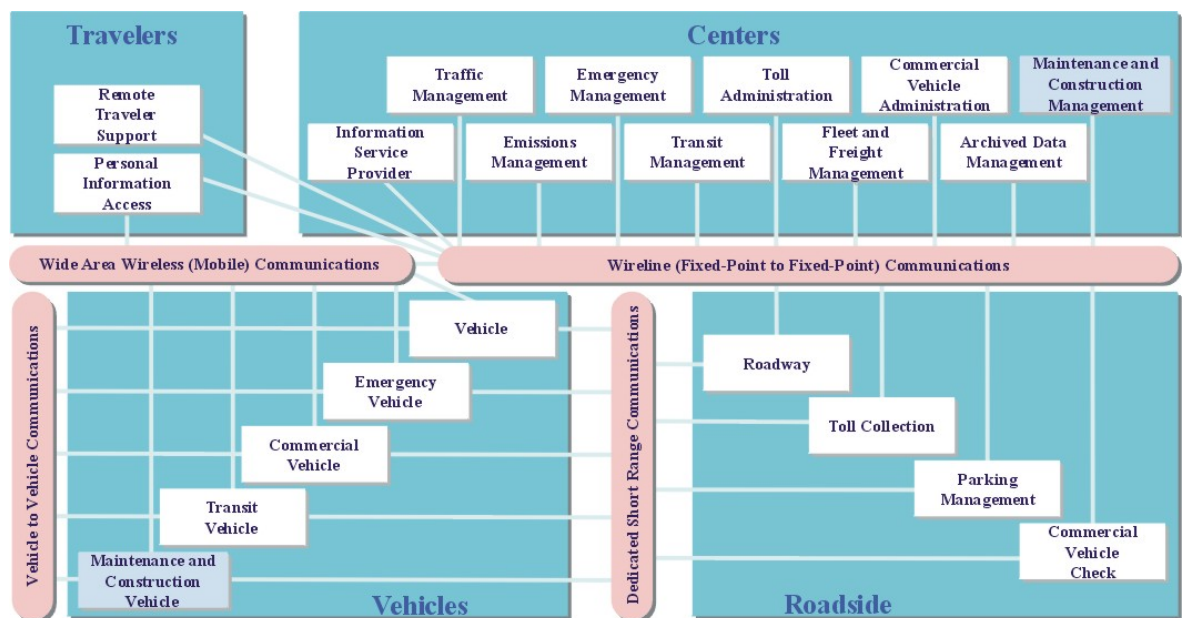 Travelers
Remote
Traveler
Support
Personal
Information
Access
Centers
Traffic
Management
Emergency
Management
Toll
Administration
Commercial
Vehicle
Administration
Maintenance and
Construction
Management
Information
Service
Provider
Emissions
Management
Transit
Management
Fleet and
Freight
Management
Archived Data
Management
Wide Area Wireless (Mobile) Communications
Wireline (Fixed-Point to Fixed-Point) Communications
Vehicle to Vehicle Communications
Vehicle
Emergency
Vehicle
Commercial
Vehicle
Transit
Vehicle
Maintenance and
Construction
Vehicle
Vehicles
Dedicated Short Range Communications
Roadway
Toll Collection
Parking
Management
Commercial
Vehicle
Check
Roadside